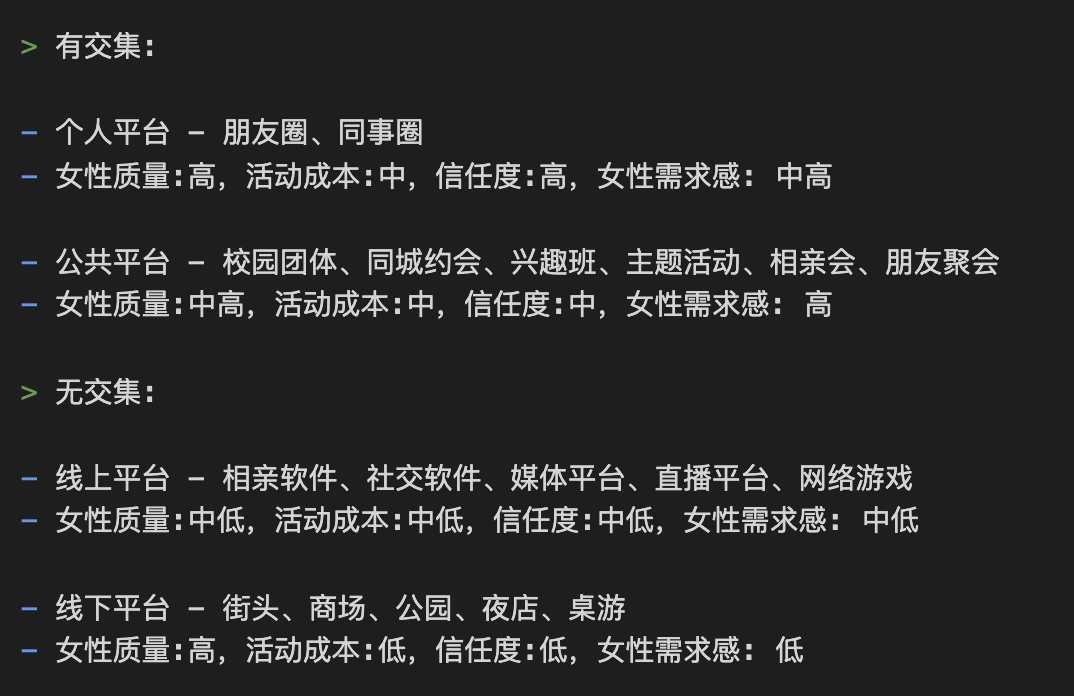 > 有交集:
- 个人平台 - 朋友圈、同事圈
- 女性质量:高, 活动成本:中, 信任度:高, 女性需求感: 中高
- 公共平台 - 校园团体、同城约会、兴趣班、主题活动、相亲会、朋友聚会
- 女性质量:中高, 活动成本:中, 信任度:中, 女性需求感: 高
> 无交集:
- 线上平台 - 相亲软件、社交软件、媒体平台、直播平台、网络游戏
- 女性质量:中低, 活动成本:中低, 信任度:中低, 女性需求感: 中低
- 线下平台 - 街头、商场、公园、夜店、桌游
- 女性质量:高, 活动成本:低, 信任度:低, 女性需求感: 低